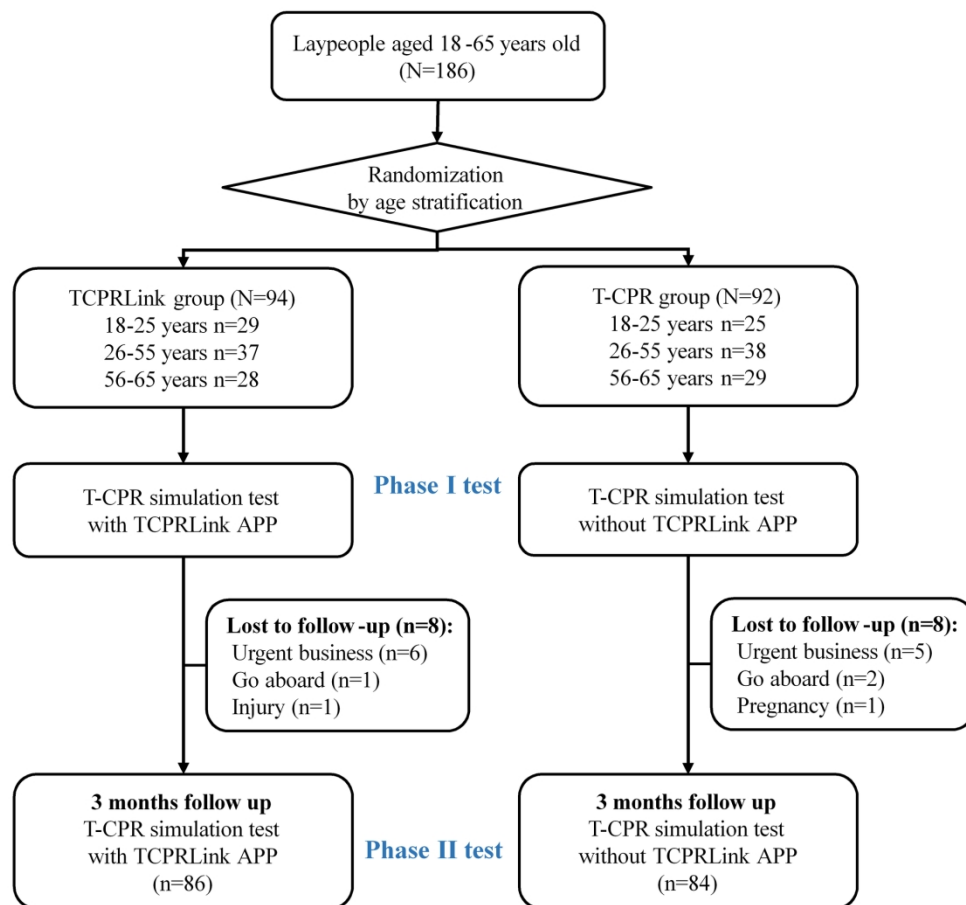 Laypeople aged 18-65 years old
(N=186)
Randomization
by age stratification
TCPRLink group (N=94)
18-25 years n=29
26-55 years n=37
56-65 years n=28
T-CPR group (N=92)
18-25 years n=25
26-55 years n=38
56-65 years n=29
Phase I test
T-CPR simulation test
with TCPRLink APP
T-CPR simulation test
without TCPRLink APP
Lost to follow-up (n=8):
Urgent business (n=6)
Go aboard (n=1)
Injury (n=1)
Lost to follow-up (n=8):
Urgent business (n=5)
Go aboard (n=2)
Pregnancy (n=1)
3 months follow up
T-CPR simulation test
with TCPRLink APP
(n=86)
Phase II test
3 months follow up
T-CPR simulation test
without TCPRLink APP
(n=84)